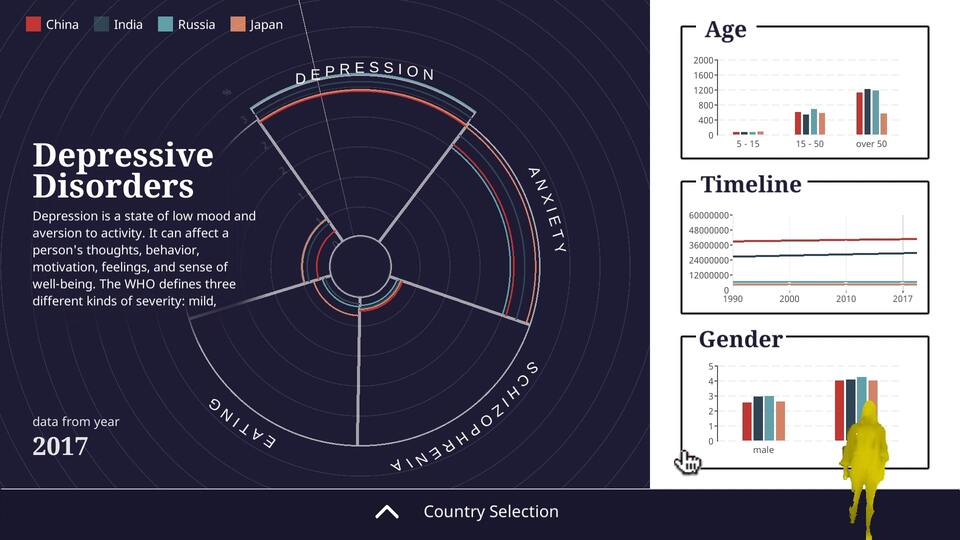 China
India
Russia
Japan
DEPRESSION
ANXIETY
SCHIZOPHRENIA
EATING
Depressive
Disorders
Depression is a state of low mood and
aversion to activity. It can affect a
person's thoughts, behavior,
motivation, feelings, and sense of
well-being. The WHO defines three
different kinds of severity: mild,
data from year
2017
Age
2000
1600
1200
800
400
0
5 - 15
15 - 50
over 50
Timeline
60000000
48000000
36000000
24000000
12000000
0
1990
2000
2010
2017
Gender
5
4
3
2
1
0
male
Country Selection